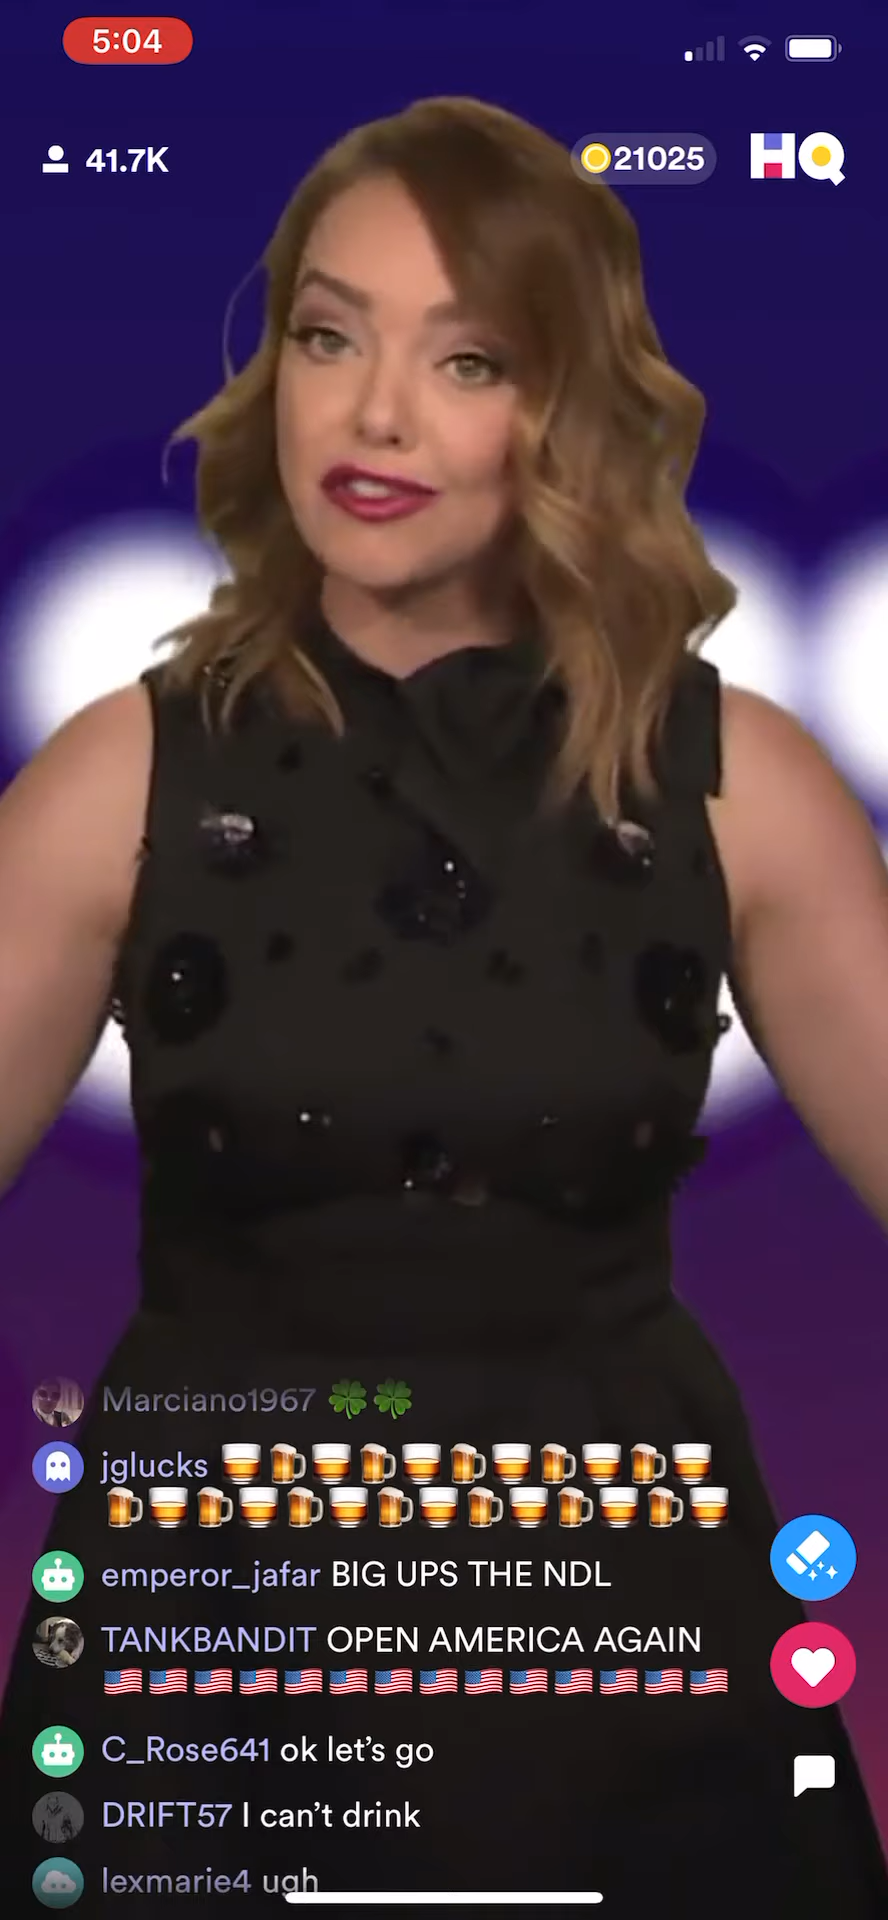 5:04
41.7K
21025
HQ
Marciano1967 🍀🍀
jglucks 🥃🍺🥃🍺🥃🍺🥃🍺🥃🍺🥃
🍺🥃🍺🥃🍺🥃🍺🥃🍺🥃🍺🥃🍺🥃
emperor_jafar BIG UPS THE NDL
TANKBANDIT OPEN AMERICA AGAIN
🇺🇸🇺🇸🇺🇸🇺🇸🇺🇸🇺🇸🇺🇸🇺🇸🇺🇸🇺🇸🇺🇸🇺🇸🇺🇸🇺🇸
C_Rose641 ok let’s go
DRIFT57 I can’t drink
lexmarie4 ugh